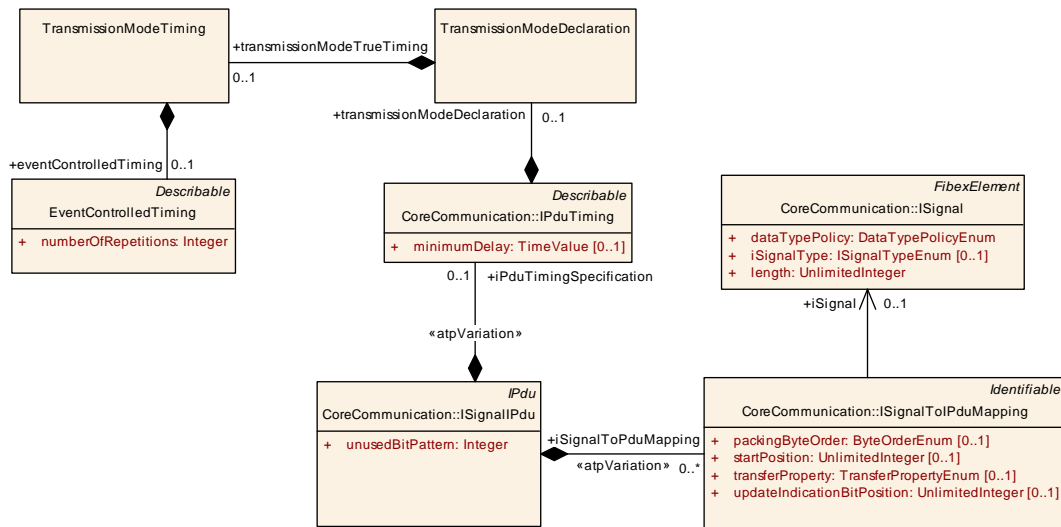 TransmissionModeTiming
+transmissionModeTrueTiming
0..1
TransmissionModeDeclaration
+transmissionModeDeclaration
0..1
+eventControlledTiming
0..1
Describable
EventControlledTiming
+ numberOfRepetitions: Integer
Describable
CoreCommunication::IPduTiming
+ minimumDelay: TimeValue [0..1]
0..1
+iPduTimingSpecification
«atpVariation»
FibexElement
CoreCommunication::ISignal
+ dataTypePolicy: DataTypePolicyEnum
+ iSignalType: ISignalTypeEnum [0..1]
+ length: UnlimitedInteger
+iSignal
0..1
IPdu
CoreCommunication::ISignalIPdu
+ unusedBitPattern: Integer
+iSignalToPduMapping
«atpVariation»
0..*
Identifiable
CoreCommunication::ISignalToIPduMapping
+ packingByteOrder: ByteOrderEnum [0..1]
+ startPosition: UnlimitedInteger [0..1]
+ transferProperty: TransferPropertyEnum [0..1]
+ updateIndicationBitPosition: UnlimitedInteger [0..1]